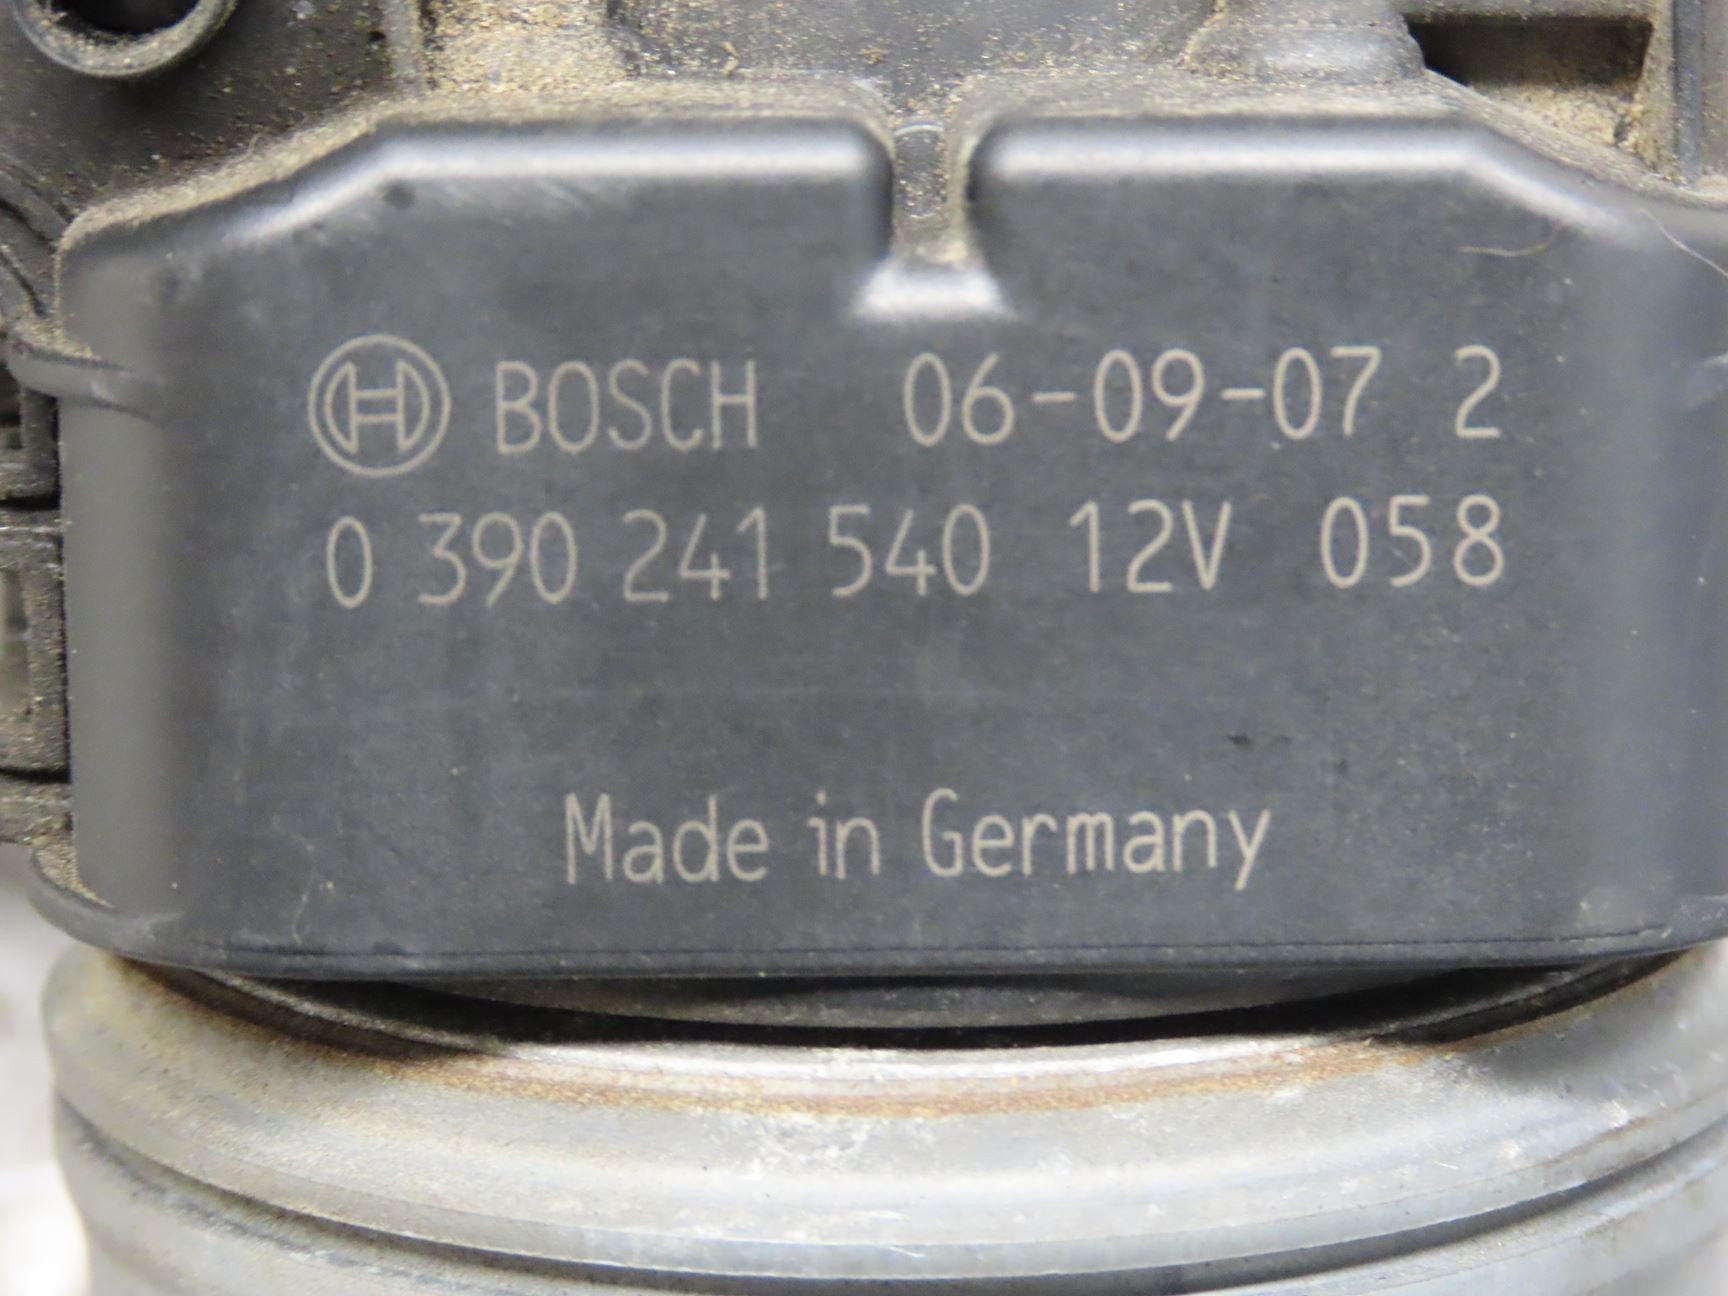 BOSCH 06-09-07 2
0 390 241 540 12V 058
Made in Germany